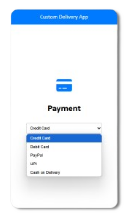 Custom Delivery App
Payment
Credit Card
Credit Card
Debit Card
PayPal
UPI
Cash on Delivery